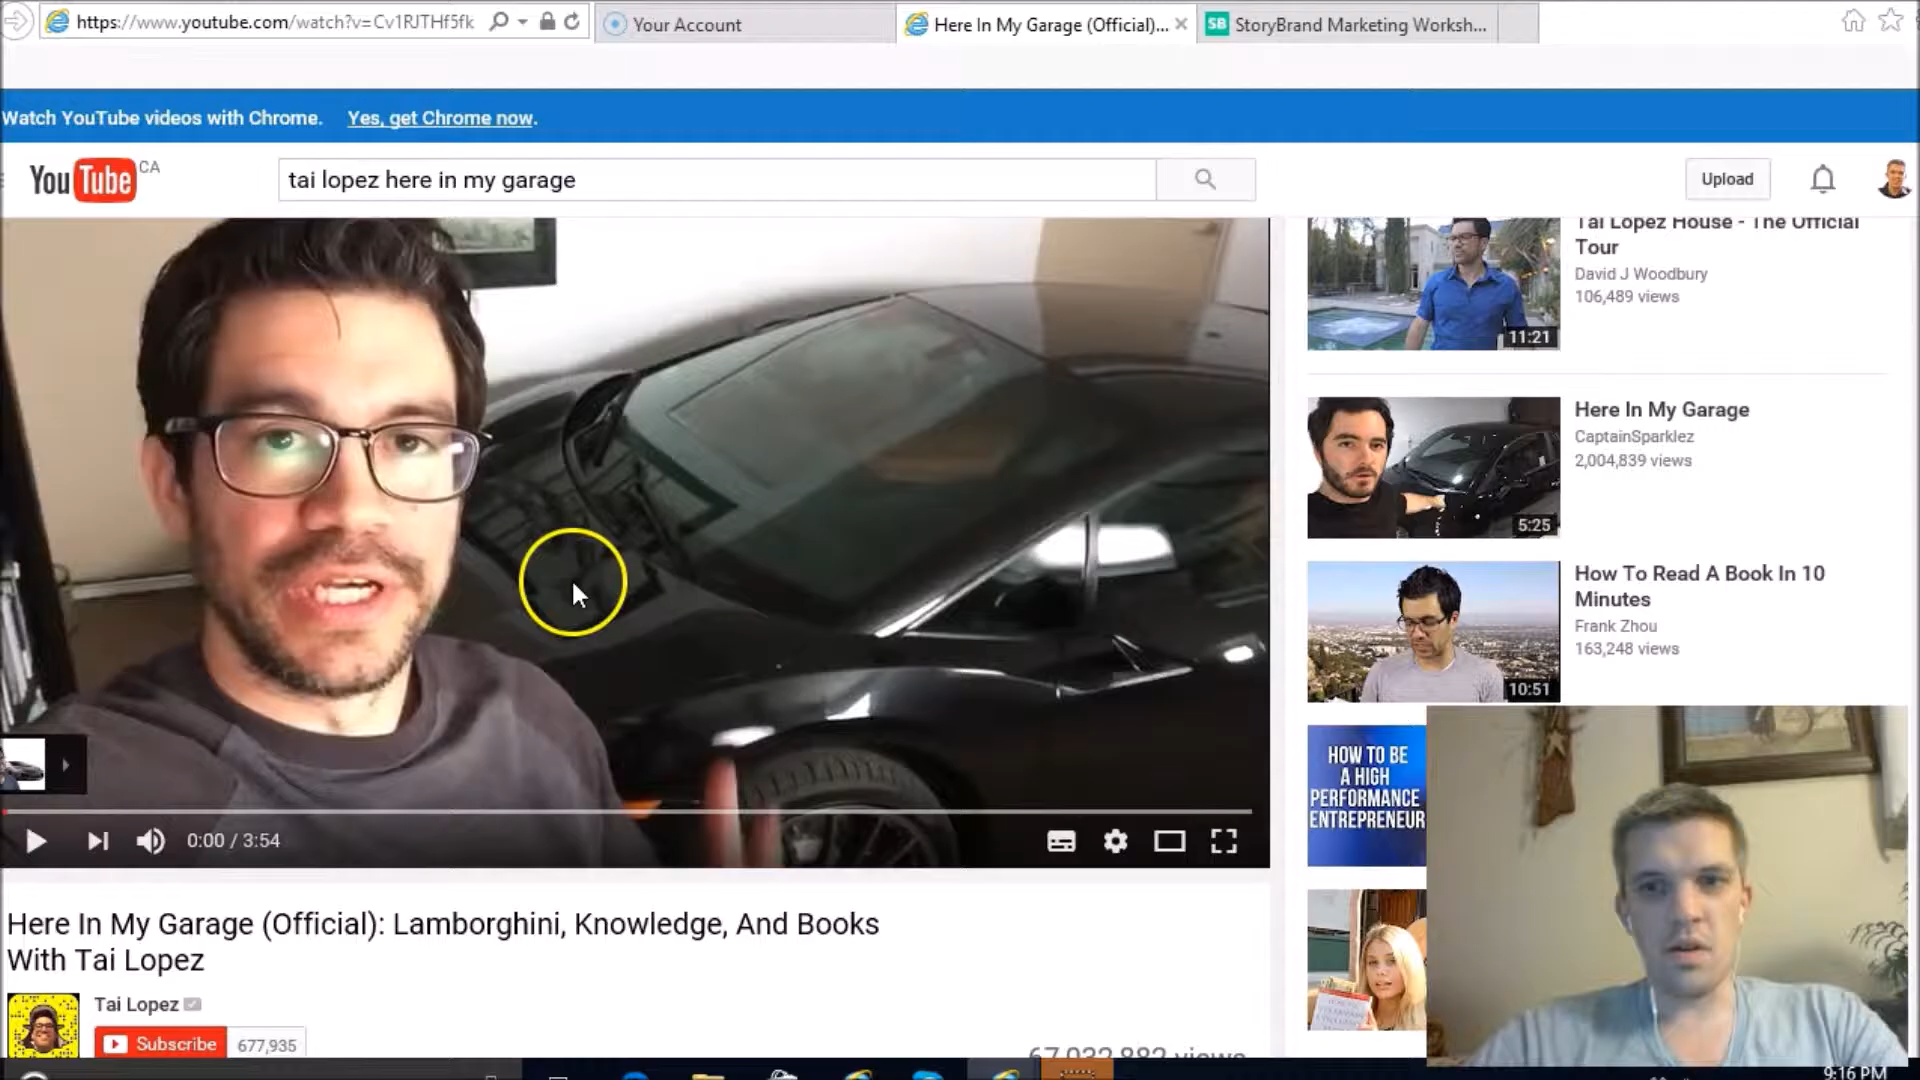 https://www.youtube.com/watch?v=Cv1RJTHf5fk
Your Account
Here In My Garage (Official)...
SB StoryBrand Marketing Worksh...
Watch YouTube videos with Chrome. Yes, get Chrome now.
YouTube CA
tai lopez here in my garage
Upload
Tai Lopez House - The Official
Tour
David J Woodbury
106,489 views
11:21
Here In My Garage
CaptainSparklez
2,004,839 views
5:25
How To Read A Book In 10
Minutes
Frank Zhou
163,248 views
10:51
HOW TO BE
A HIGH
PERFORMANCE
ENTREPRENEUR
0:00 / 3:54
Here In My Garage (Official): Lamborghini, Knowledge, And Books
With Tai Lopez
Tai Lopez
Subscribe 677,935
67,032,882 views
9:16 PM